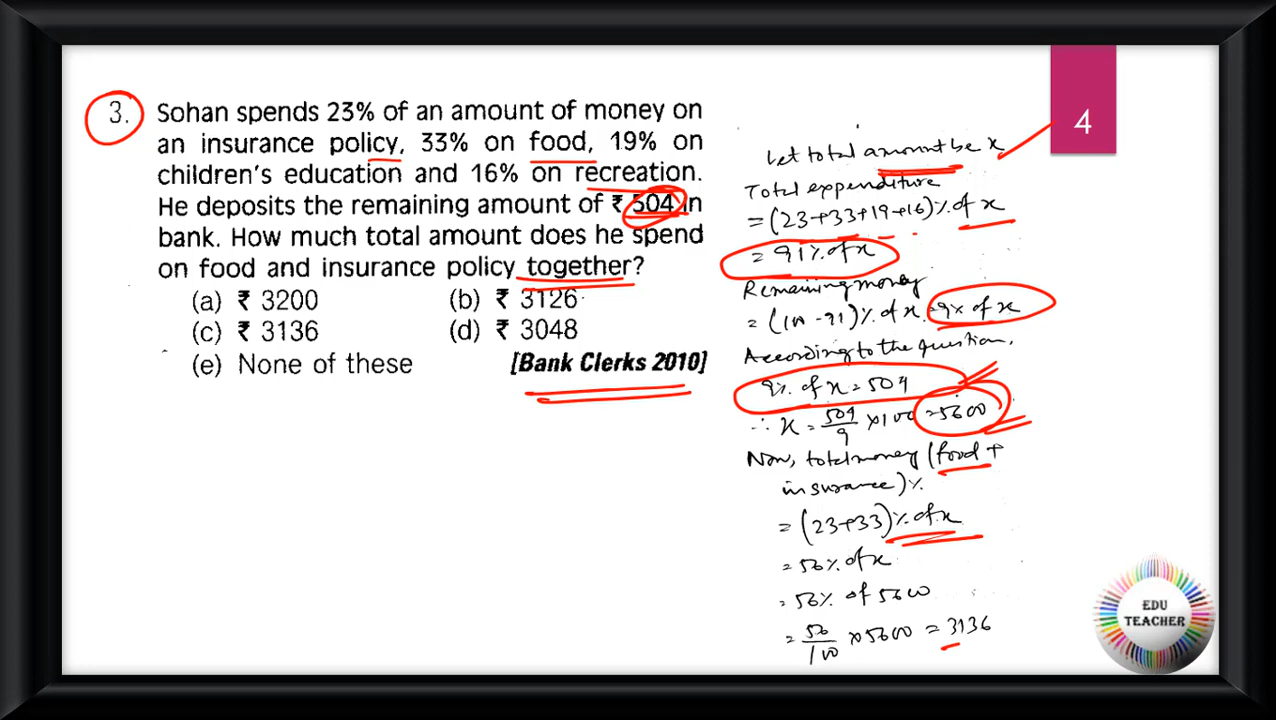 3. Sohan spends 23% of an amount of money on
an insurance policy, 33% on food, 19% on
children's education and 16% on recreation.
He deposits the remaining amount of ₹ 504 in
bank. How much total amount does he spend
on food and insurance policy together?
(a) ₹ 3200 (b) ₹ 3126
(c) ₹ 3136 (d) ₹ 3048
(e) None of these [Bank Clerks 2010]
4
Let total amount be x
Total expenditure
= (23+33+19+16)% of x
= 91% of x
Remaining money
= (100-91)% of x = 9% of x
According to the question,
9% of x = 504
∴ x = 504/9 × 100 = 5600
Now, total money (food +
insurance)%
= (23+33)% of x
= 56% of x
= 56% of 5600
= 56/100 × 5600 = 3136
EDU
TEACHER